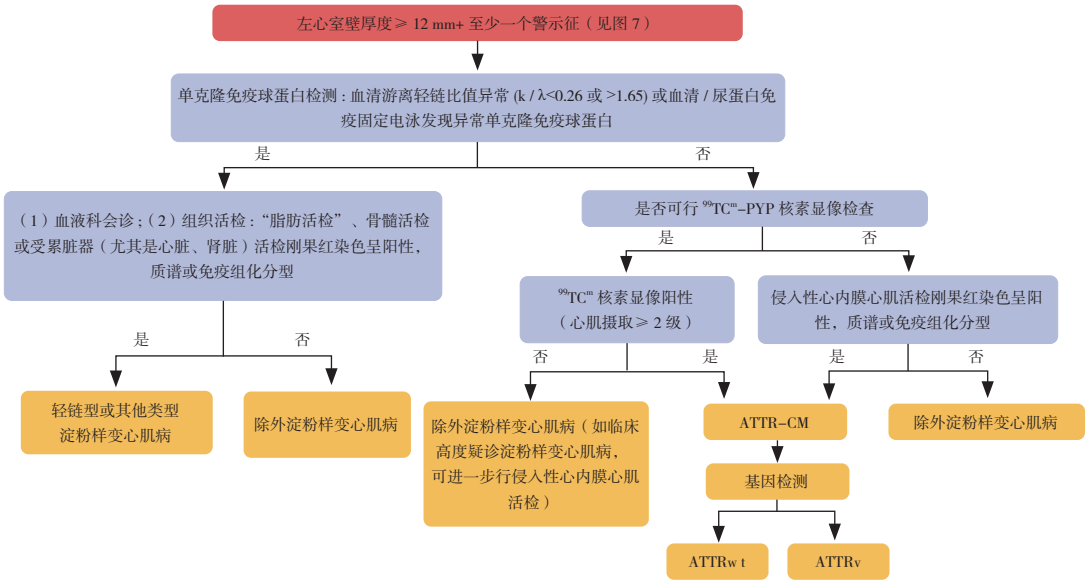 左心室壁厚度≥ 12 mm+ 至少一个警示征（见图 7）
单克隆免疫球蛋白检测：血清游离轻链比值异常 (k / λ<0.26 或 >1.65) 或血清 / 尿蛋白免
疫固定电泳发现异常单克隆免疫球蛋白
是
否
（1）血液科会诊；（2）组织活检：“脂肪活检”、骨髓活检
或受累脏器（尤其是心脏、肾脏）活检刚果红染色呈阳性，
质谱或免疫组化分型
是否可行 ⁹⁹TCᵐ-PYP 核素显像检查
是
否
⁹⁹TCᵐ 核素显像阳性
（心肌摄取≥ 2 级）
侵入性心内膜心肌活检刚果红染色呈阳
性，质谱或免疫组化分型
是
否
否
是
是
否
轻链型或其他类型
淀粉样变心肌病
除外淀粉样变心肌病
除外淀粉样变心肌病（如临床
高度疑诊淀粉样变心肌病，
可进一步行侵入性心内膜心肌
活检）
ATTR-CM
除外淀粉样变心肌病
基因检测
ATTRw t
ATTRv